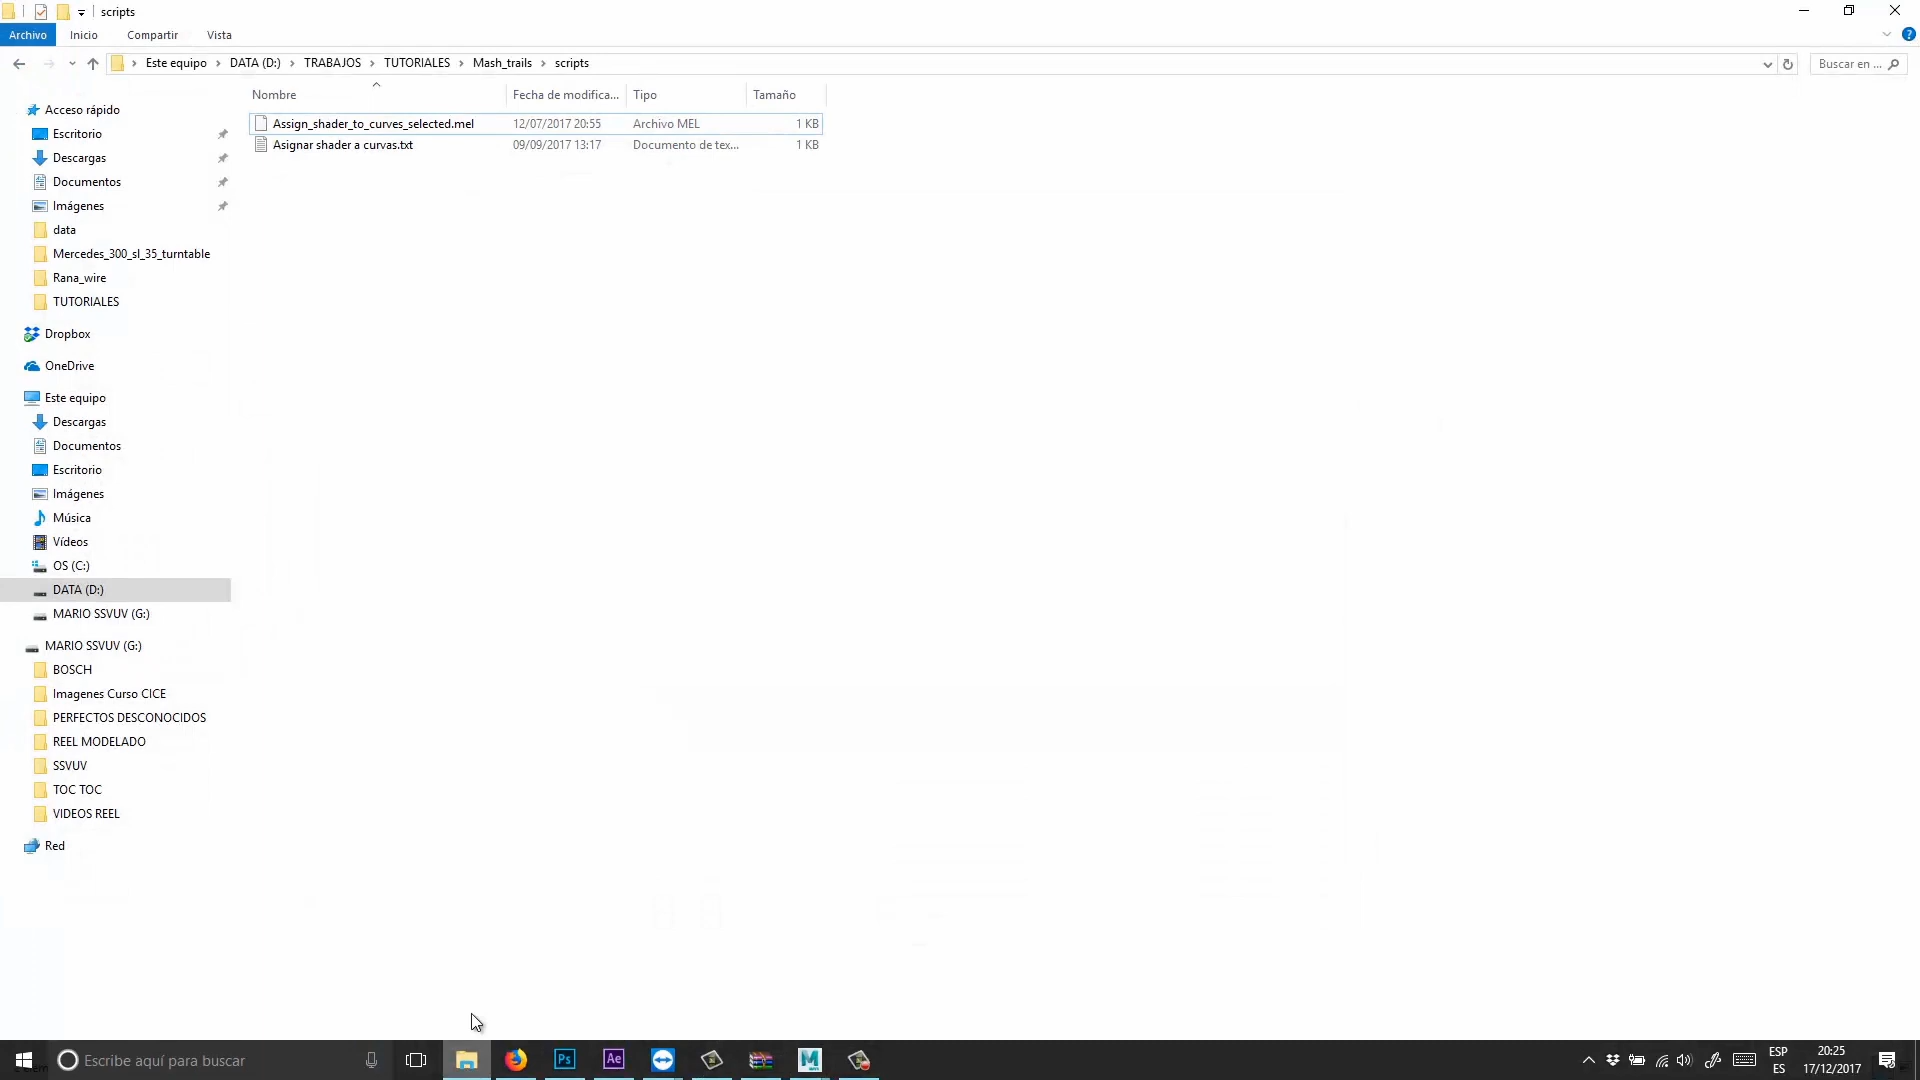 scripts
Archivo Inicio Compartir Vista
Este equipo DATA (D:) TRABAJOS TUTORIALES Mash_trails scripts
Buscar en ...
Nombre Fecha de modifica... Tipo Tamaño
Assign_shader_to_curves_selected.mel 12/07/2017 20:55 Archivo MEL 1 KB
Asignar shader a curvas.txt 09/09/2017 13:17 Documento de tex... 1 KB
Acceso rápido
Escritorio
Descargas
Documentos
Imágenes
data
Mercedes_300_sl_35_turntable
Rana_wire
TUTORIALES
Dropbox
OneDrive
Este equipo
Descargas
Documentos
Escritorio
Imágenes
Música
Vídeos
OS (C:)
DATA (D:)
MARIO SSVUV (G:)
MARIO SSVUV (G:)
BOSCH
Imagenes Curso CICE
PERFECTOS DESCONOCIDOS
REEL MODELADO
SSVUV
TOC TOC
VIDEOS REEL
Red
Escribe aquí para buscar
Ps
Ae
M
ESP
ES
20:25
17/12/2017